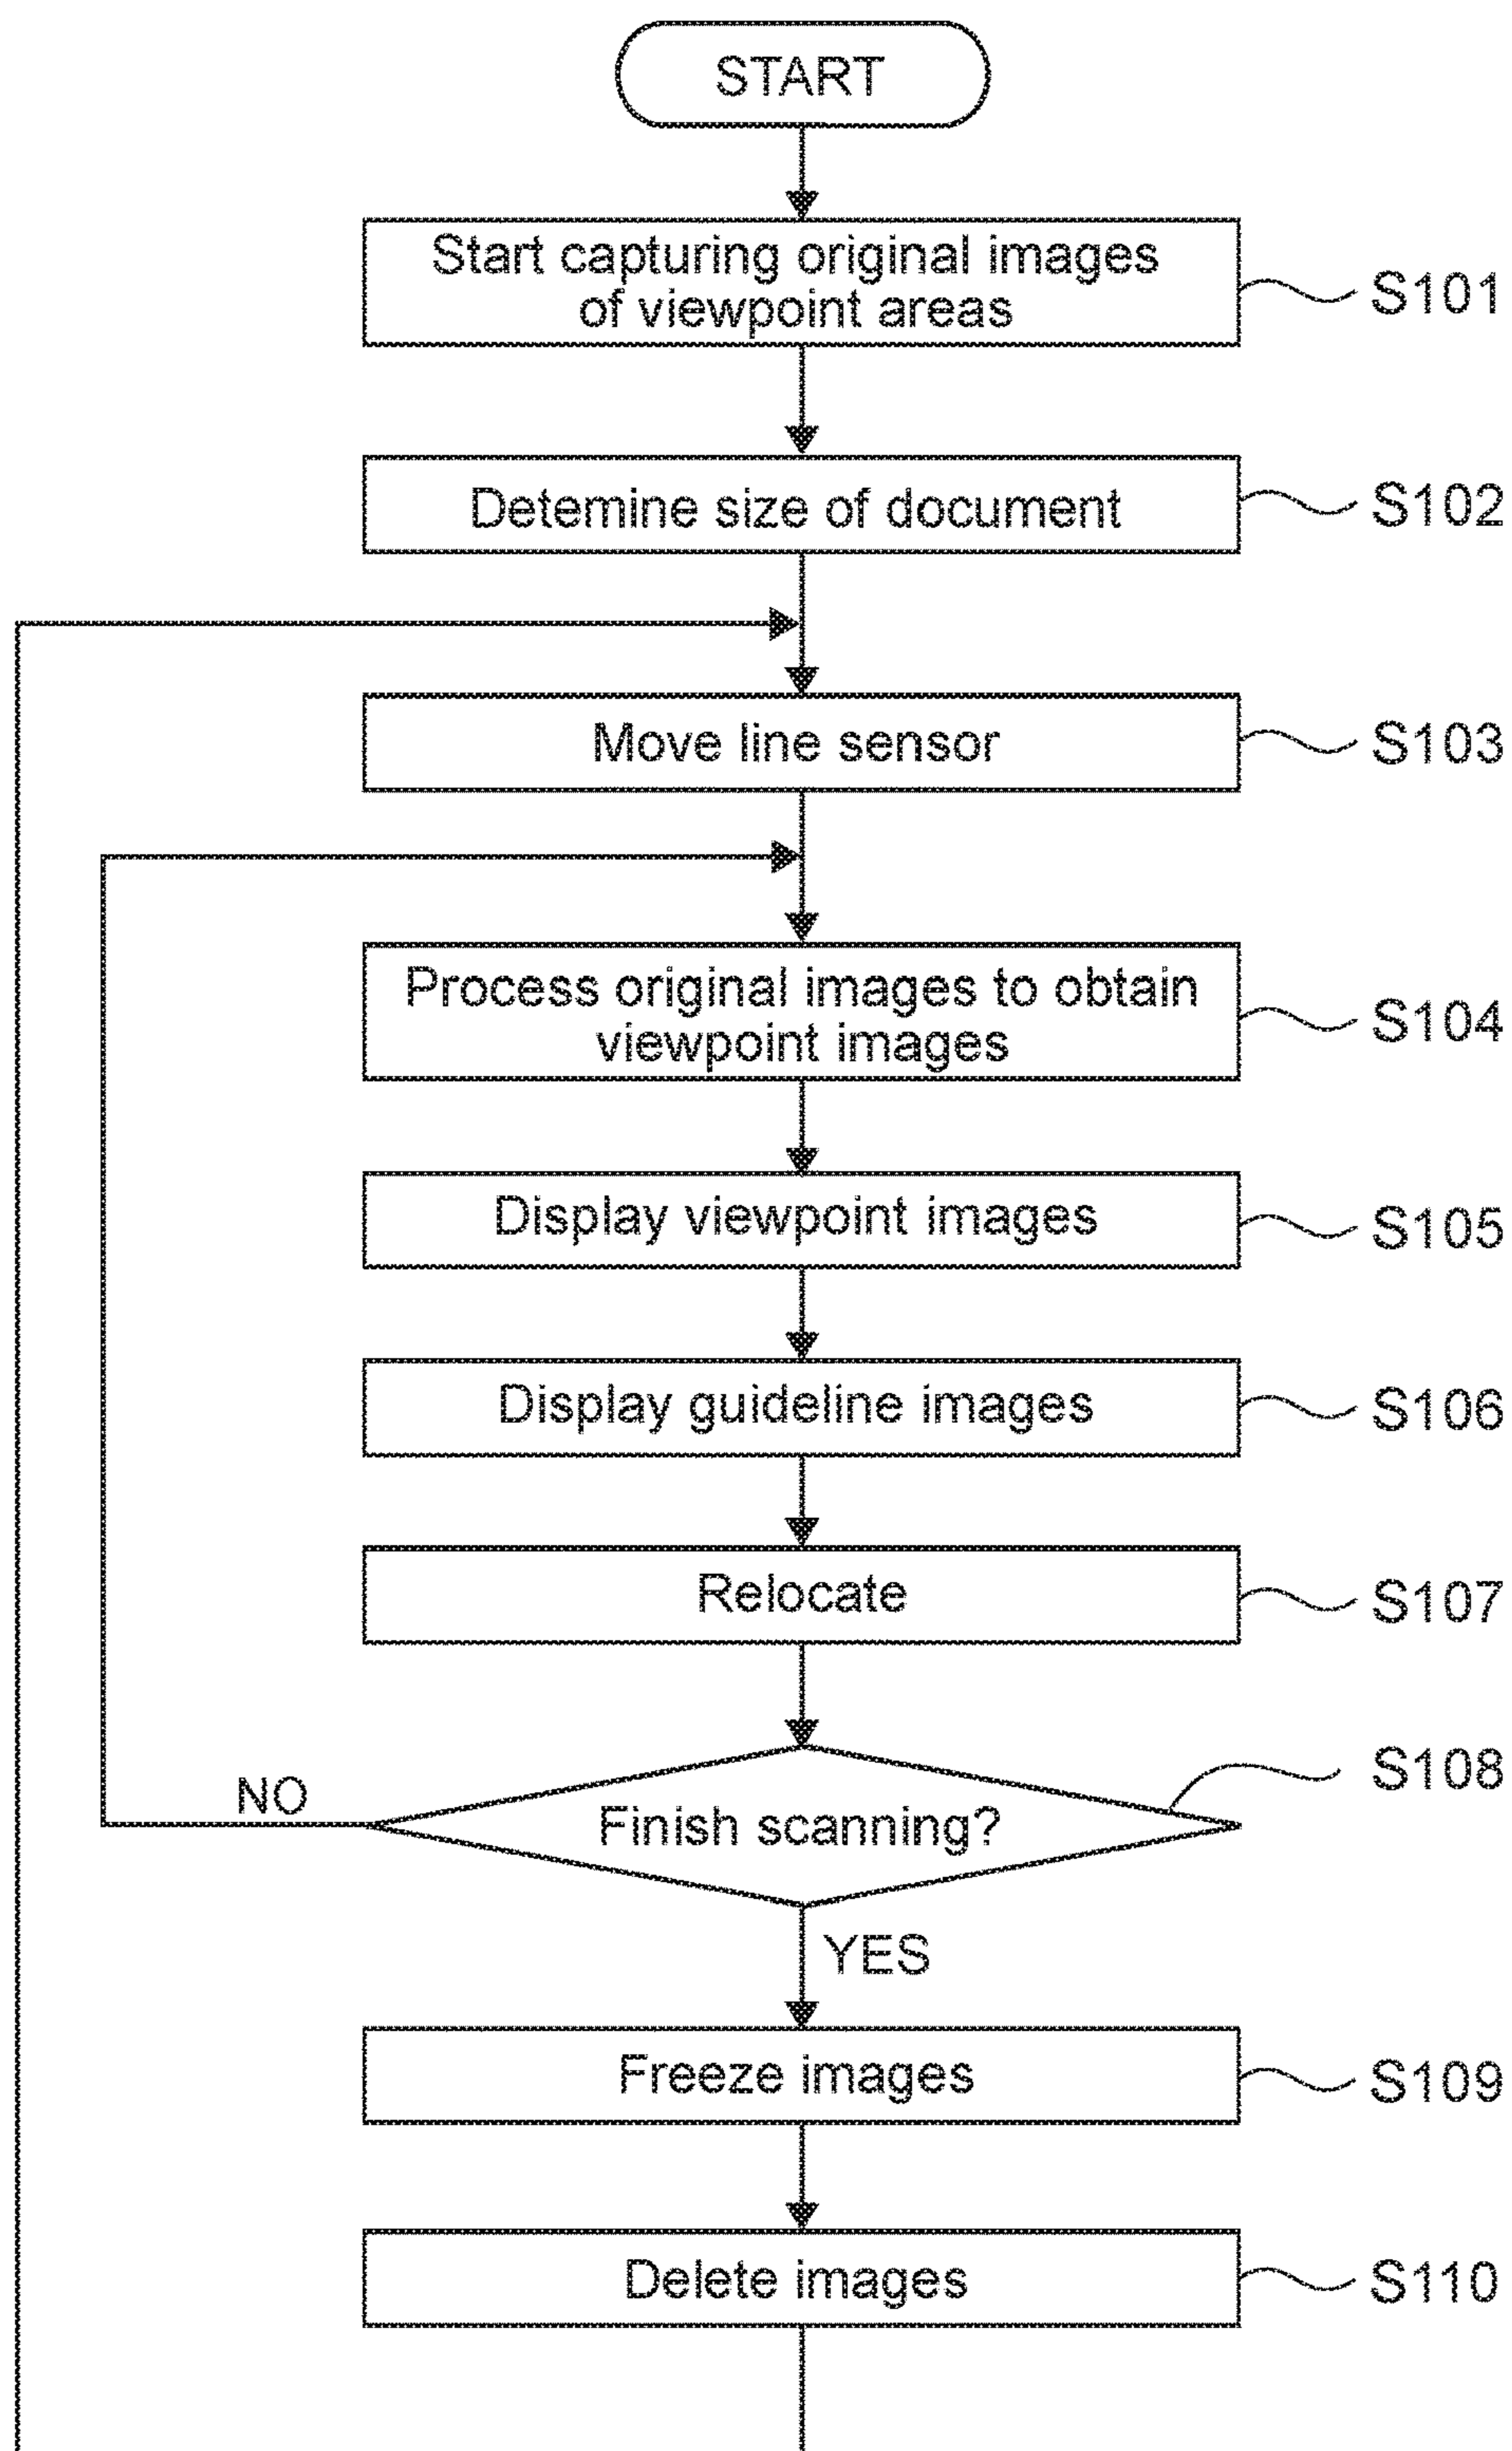 START
Start capturing original images
of viewpoint areas
S101
Detemine size of document
S102
Move line sensor
S103
Process original images to obtain
viewpoint images
S104
Display viewpoint images
S105
Display guideline images
S106
Relocate
S107
Finish scanning?
S108
NO
YES
Freeze images
S109
Delete images
S110